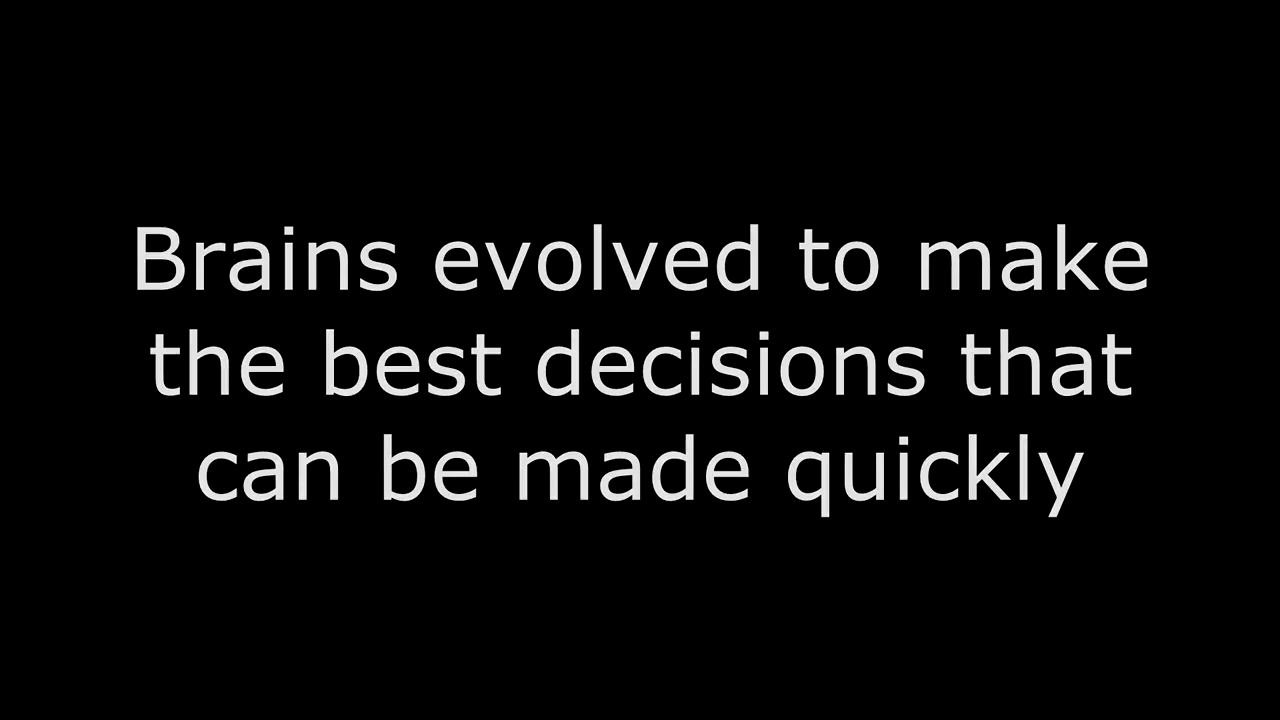 Brains evolved to make
the best decisions that
can be made quickly